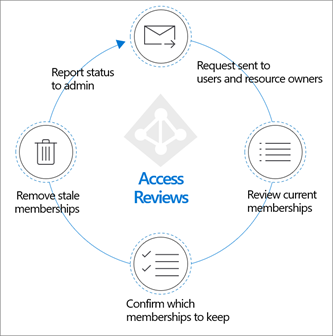 Request sent to
users and resource owners
Report status
to admin
Access
Reviews
Remove stale
memberships
Review current
memberships
Confirm which
memberships to keep